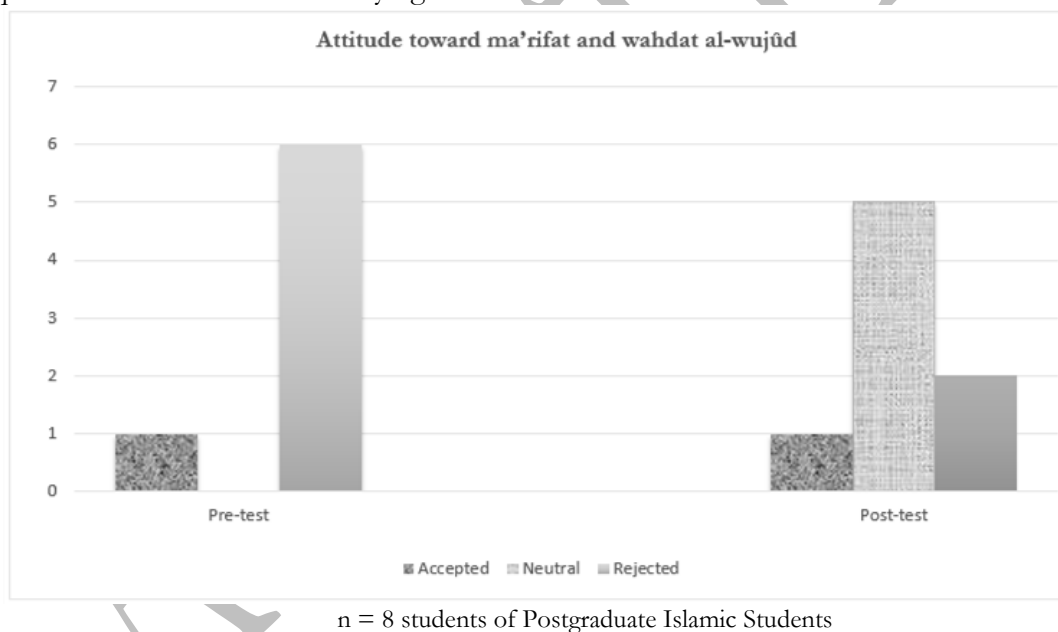 Attitude toward ma'rifat and wahdat al-wujûd
7
6
5
4
3
2
1
0
Pre-test Post-test
Accepted Neutral Rejected
n = 8 students of Postgraduate Islamic Students